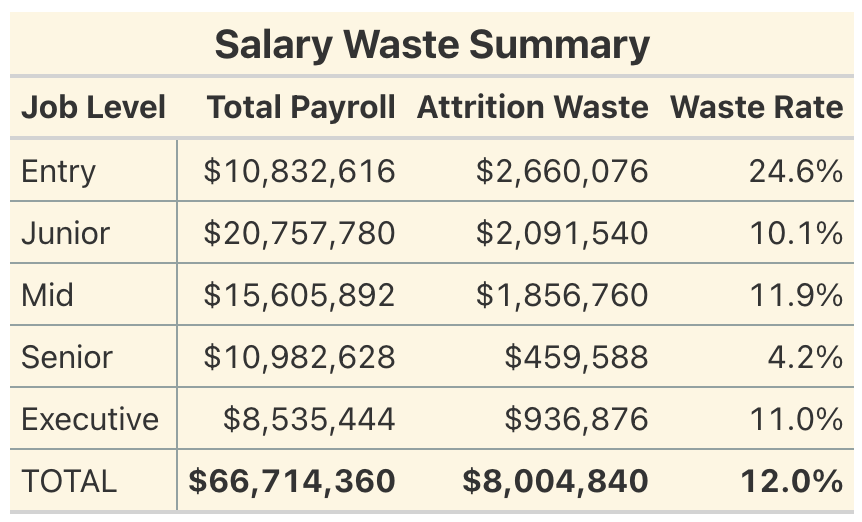 Salary Waste Summary
Job Level Total Payroll Attrition Waste Waste Rate
Entry $10,832,616 $2,660,076 24.6%
Junior $20,757,780 $2,091,540 10.1%
Mid $15,605,892 $1,856,760 11.9%
Senior $10,982,628 $459,588 4.2%
Executive $8,535,444 $936,876 11.0%
TOTAL $66,714,360 $8,004,840 12.0%